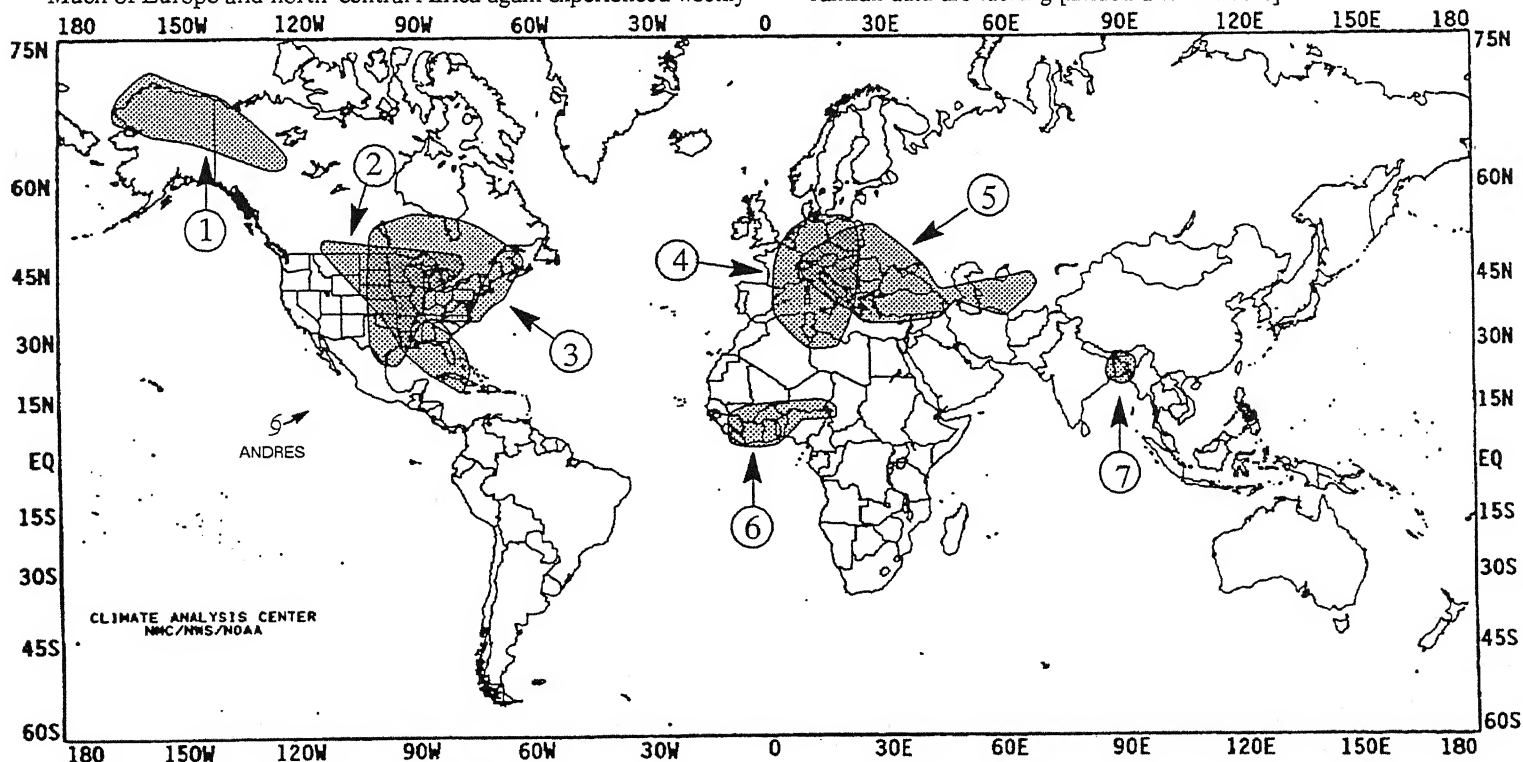 Much of Europe and north-central Africa again experienced weekly
180 150W 120W 90W 60W 30W 0 30E 60E 90E 120E 150E 180
75N 75N
1
2
5
60N 60N
4
45N 45N
3
30N 30N
15N 15N
ANDRES
EQ EQ
7
6
15S 15S
30S 30S
CLIMATE ANALYSIS CENTER
NMC/NWS/NOAA
45S 45S
60S 60S
180 150W 120W 90W 60W 30W 0 30E 60E 90E 120E 150E 180